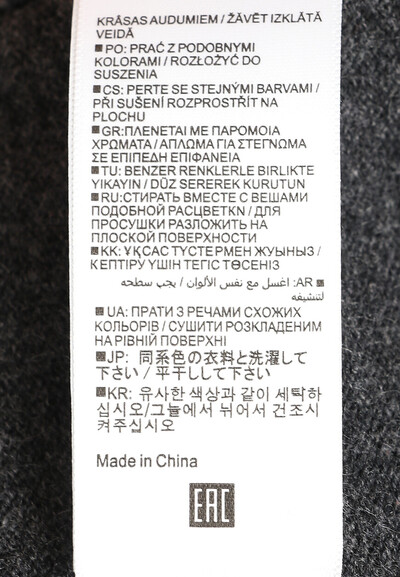 KRĀSAS AUDUMIEM / ŽĀVĒT IZKLĀTĀ
VEIDĀ
PO: PRAĆ Z PODOBNYMI
KOLORAMI / ROZŁOŻYĆ DO
SUSZENIA
CS: PERTE SE STEJNÝMI BARVAMI /
PŘI SUŠENÍ ROZPROSTŘÍT NA
PLOCHU
GR:ΠΛΕΝΕΤΑΙ ΜΕ ΠΑΡΟΜΟΙΑ
ΧΡΩΜΑΤΑ / ΑΠΛΩΜΑ ΓΙΑ ΣΤΕΓΝΩΜΑ
ΣΕ ΕΠΙΠΕΔΗ ΕΠΙΦΑΝΕΙΑ
TU: BENZER RENKLERLE BIRLIKTE
YIKAYIN / DÜZ SEREREK KURUTUN
RU:СТИРАТЬ ВМЕСТЕ С ВЕЩАМИ
ПОДОБНОЙ РАСЦВЕТКИ / ДЛЯ
ПРОСУШКИ РАЗЛОЖИТЬ НА
ПЛОСКОЙ ПОВЕРХНОСТИ
KK: ҰҚСАС ТҮСТЕРМЕН ЖУЫНЫЗ /
КЕПТІРУ ҮШІН ТЕГІС ТӨСЕНІЗ
AR: اغسل مع نفس الألوان / يجب سطحه
لتنشيفه
UA: ПРАТИ З РЕЧАМИ СХОЖИХ
КОЛЬОРІВ / СУШИТИ РОЗКЛАДЕНИМ
НА РІВНІЙ ПОВЕРХНІ
JP: 同系色の衣料と洗濯して
下さい / 平干しして下さい
KR: 유사한 색상과 같이 세탁하
십시오/그늘에서 뉘어서 건조시
켜주십시오
Made in China
EAC